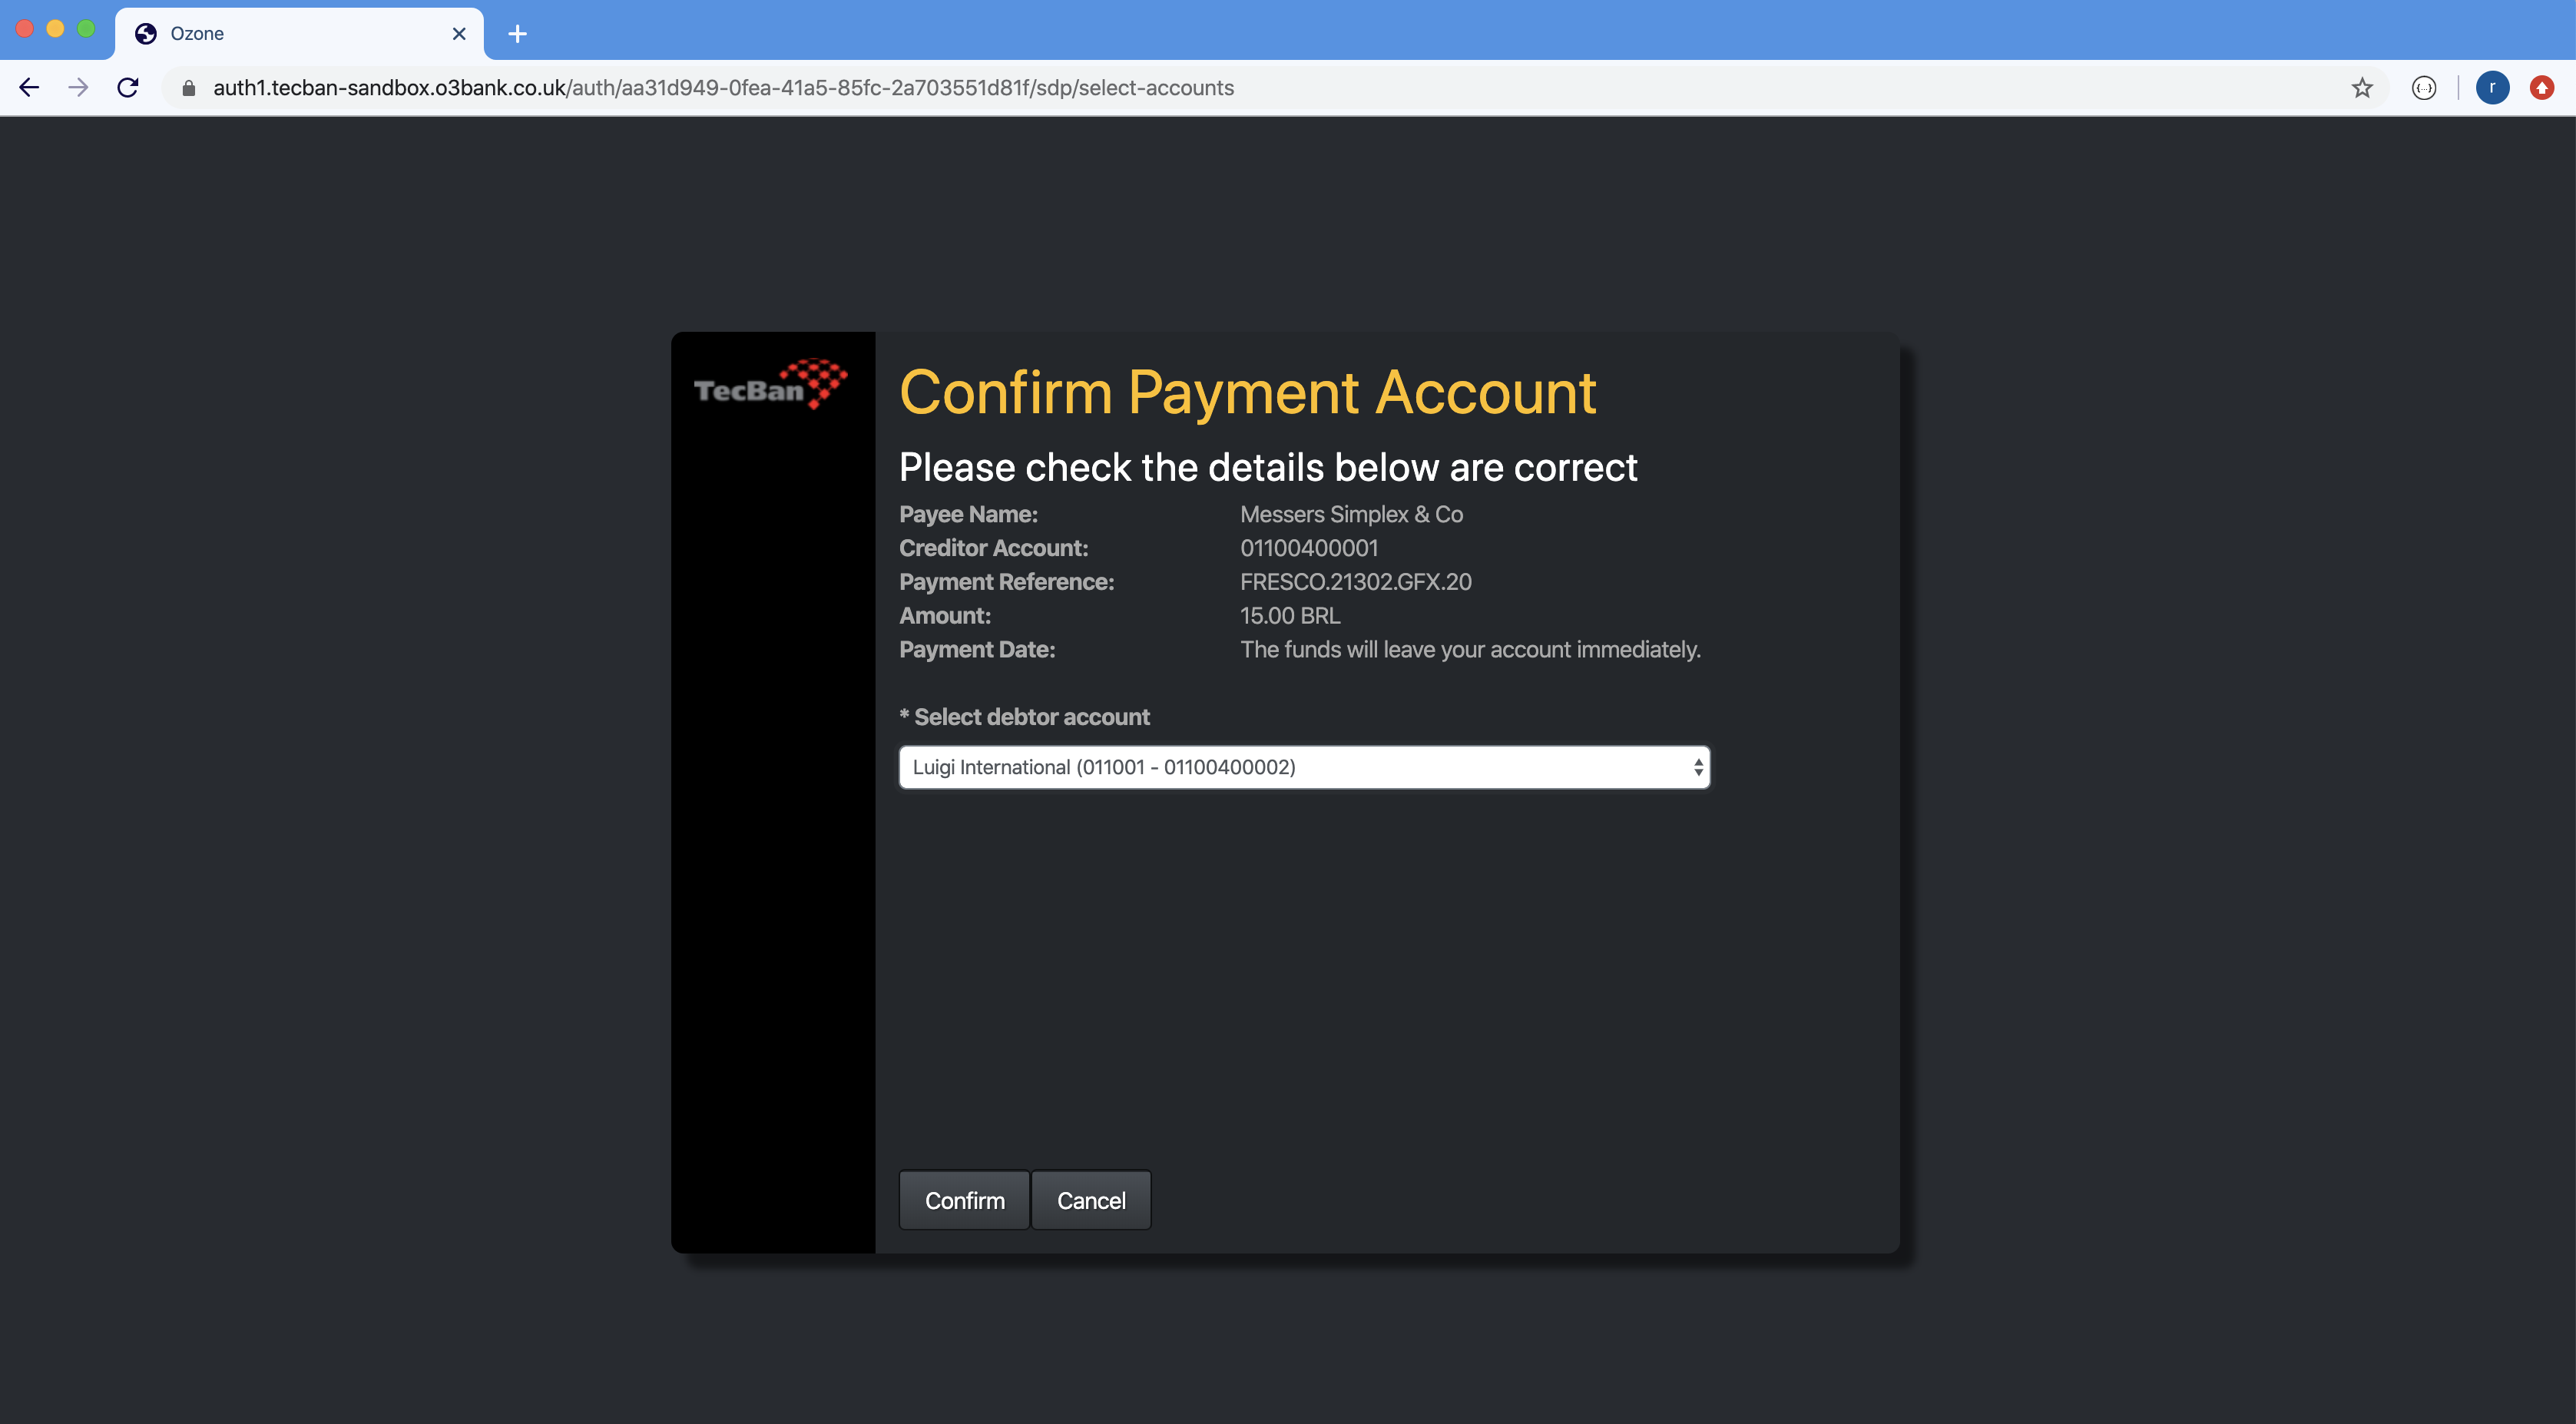 Ozone
auth1.tecban-sandbox.o3bank.co.uk/auth/aa31d949-0fea-41a5-85fc-2a703551d81f/sdp/select-accounts
r
TecBan
Confirm Payment Account
Please check the details below are correct
Payee Name: Messers Simplex & Co
Creditor Account: 01100400001
Payment Reference: FRESCO.21302.GFX.20
Amount: 15.00 BRL
Payment Date: The funds will leave your account immediately.
* Select debtor account
Luigi International (011001 - 01100400002)
Confirm Cancel